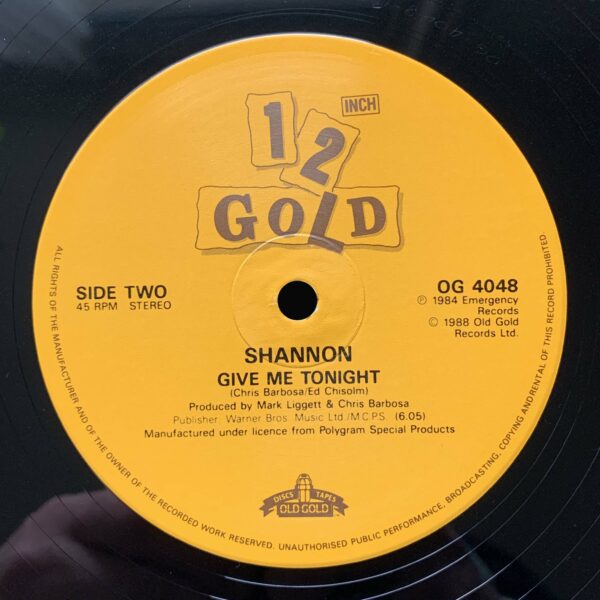 12 INCH
GOLD
SIDE TWO
45 RPM STEREO
OG 4048
℗ 1984 Emergency
Records
© 1988 Old Gold
Records Ltd.
SHANNON
GIVE ME TONIGHT
(Chris Barbosa/Ed Chisolm)
Produced by Mark Liggett & Chris Barbosa
Publisher: Warner Bros. Music Ltd./M.C.P.S. (6.05)
Manufactured under licence from Polygram Special Products
DISCS TAPES
OLD GOLD
ALL RIGHTS OF THE MANUFACTURER AND OF THE OWNER OF THE RECORDED WORK RESERVED. UNAUTHORISED PUBLIC PERFORMANCE, BROADCASTING, COPYING AND RENTAL OF THIS RECORD PROHIBITED